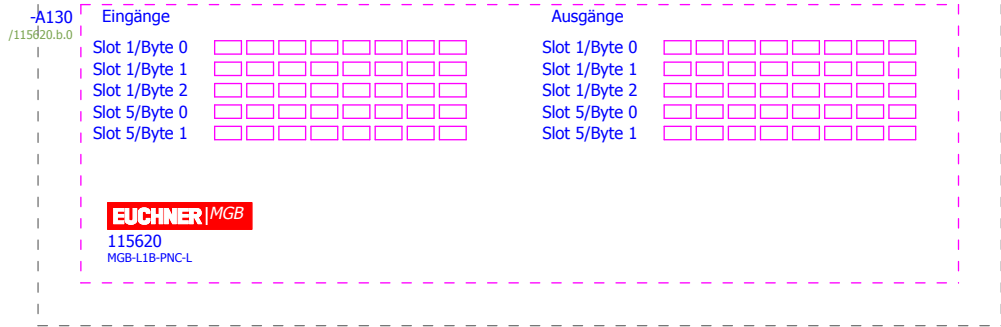 -A130 Eingänge Ausgänge
/115620.b.0
Slot 1/Byte 0 Slot 1/Byte 0
Slot 1/Byte 1 Slot 1/Byte 1
Slot 1/Byte 2 Slot 1/Byte 2
Slot 5/Byte 0 Slot 5/Byte 0
Slot 5/Byte 1 Slot 5/Byte 1
EUCHNER|MGB
115620
MGB-L1B-PNC-L